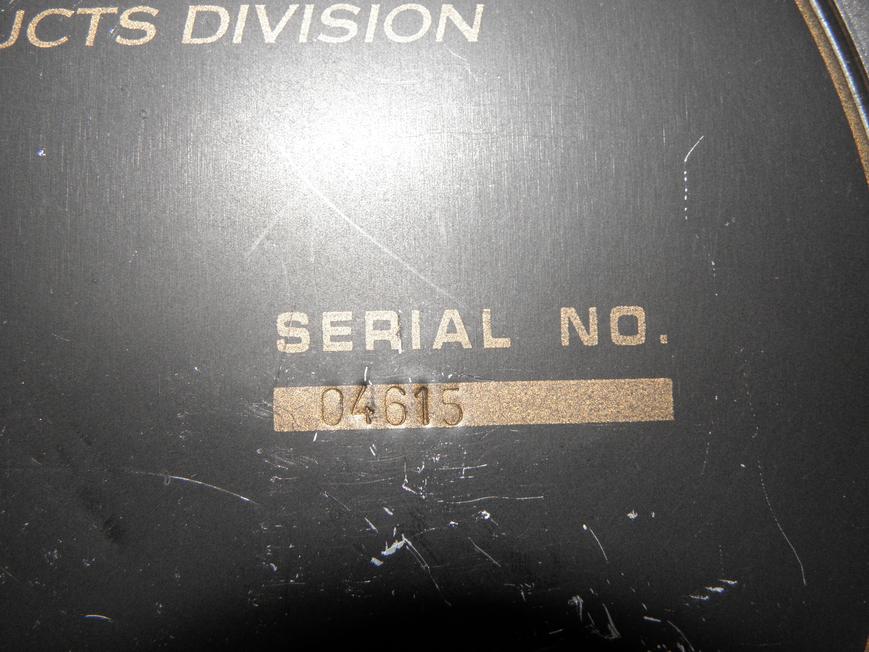 UCTS DIVISION
SERIAL NO.
04615